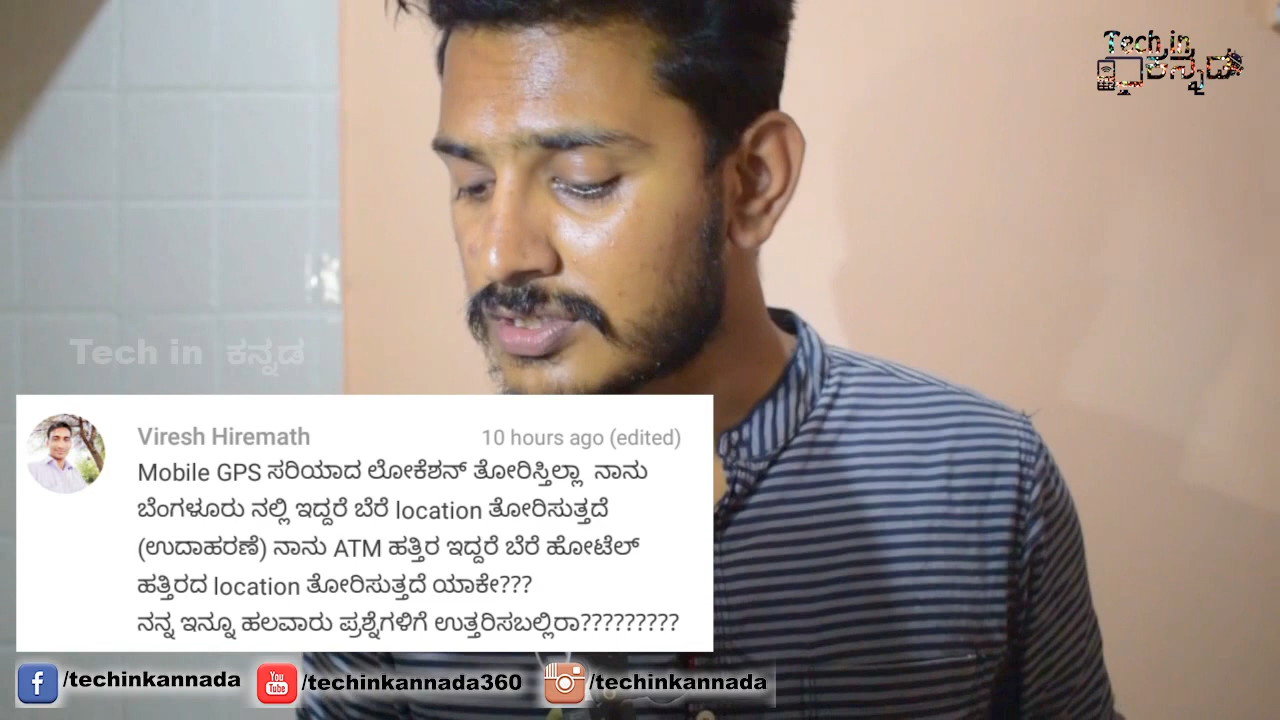 Tech in
ಕನ್ನಡ
Tech in ಕನ್ನಡ
Viresh Hiremath 10 hours ago (edited)
Mobile GPS ಸರಿಯಾದ ಲೋಕೆಶನ್ ತೋರಿಸ್ತಿಲ್ಲಾ ನಾನು
ಬೆಂಗಳೂರು ನಲ್ಲಿ ಇದ್ದರೆ ಬೆರೆ location ತೋರಿಸುತ್ತದೆ
(ಉದಾಹರಣೆ) ನಾನು ATM ಹತ್ತಿರ ಇದ್ದರೆ ಬೆರೆ ಹೋಟೆಲ್
ಹತ್ತಿರದ location ತೋರಿಸುತ್ತದೆ ಯಾಕೇ???
ನನ್ನ ಇನ್ನೂ ಹಲವಾರು ಪ್ರಶ್ನೆಗಳಿಗೆ ಉತ್ತರಿಸಬಲ್ಲಿರಾ?????????
f /techinkannada You Tube /techinkannada360 /techinkannada